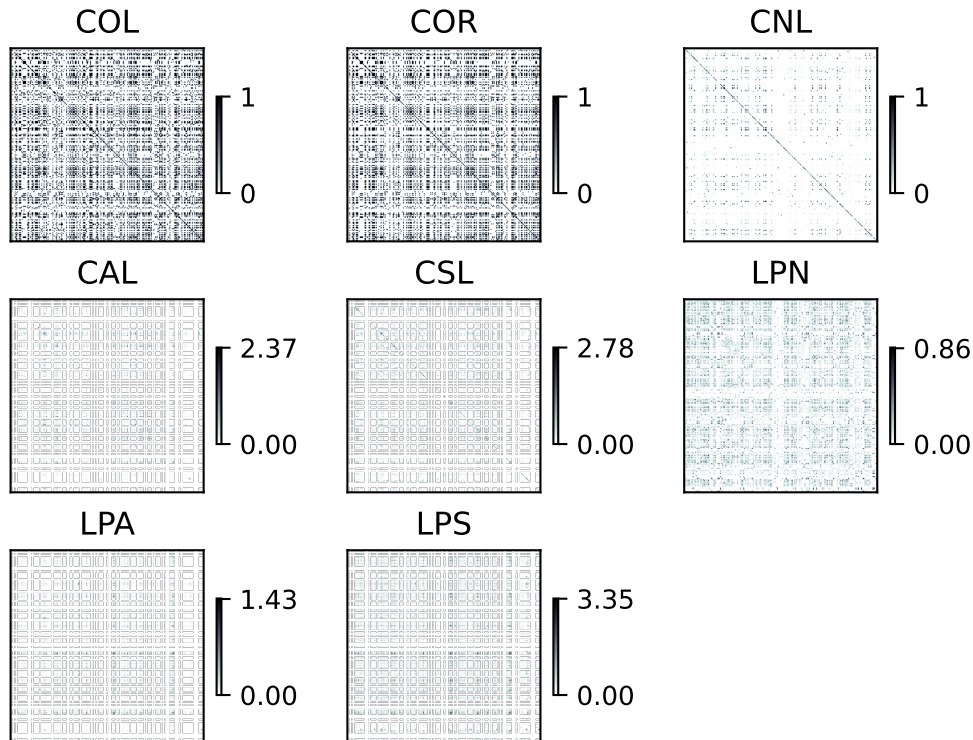 COL COR CNL
1 1 1
0 0 0
CAL CSL LPN
2.37 2.78 0.86
0.00 0.00 0.00
LPA LPS
1.43 3.35
0.00 0.00